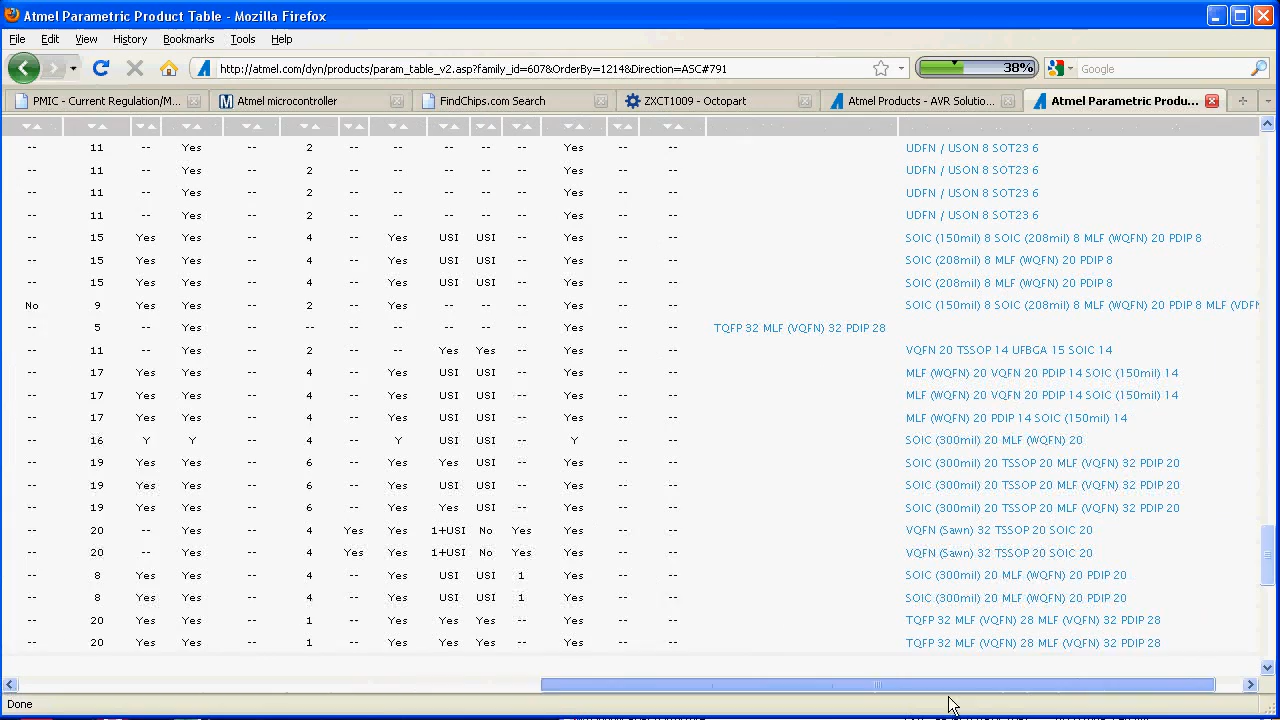 Atmel Parametric Product Table - Mozilla Firefox
File Edit View History Bookmarks Tools Help
http://atmel.com/dyn/products/param_table_v2.asp?family_id=607&OrderBy=1214&Direction=ASC#791 38% Google
PMIC - Current Regulation/M... Atmel microcontroller FindChips.com Search ZXCT1009 - Octopart Atmel Products - AVR Solutio... Atmel Parametric Produ...
-- 11 -- Yes -- 2 -- -- -- -- -- Yes -- -- UDFN / USON 8 SOT23 6
-- 11 -- Yes -- 2 -- -- -- -- -- Yes -- -- UDFN / USON 8 SOT23 6
-- 11 -- Yes -- 2 -- -- -- -- -- Yes -- -- UDFN / USON 8 SOT23 6
-- 11 -- Yes -- 2 -- -- -- -- -- Yes -- -- UDFN / USON 8 SOT23 6
-- 15 Yes Yes -- 4 -- Yes USI USI -- Yes -- -- SOIC (150mil) 8 SOIC (208mil) 8 MLF (WQFN) 20 PDIP 8
-- 15 Yes Yes -- 4 -- Yes USI USI -- Yes -- -- SOIC (208mil) 8 MLF (WQFN) 20 PDIP 8
-- 15 Yes Yes -- 4 -- Yes USI USI -- Yes -- -- SOIC (208mil) 8 MLF (WQFN) 20 PDIP 8
No 9 Yes Yes -- 2 -- Yes -- -- -- Yes -- -- SOIC (150mil) 8 SOIC (208mil) 8 MLF (WQFN) 20 PDIP 8 MLF (VDFN
-- 5 -- Yes -- -- -- -- -- -- -- Yes -- -- TQFP 32 MLF (VQFN) 32 PDIP 28
-- 11 -- Yes -- 2 -- -- Yes Yes -- Yes -- -- VQFN 20 TSSOP 14 UFBGA 15 SOIC 14
-- 17 Yes Yes -- 4 -- Yes USI USI -- Yes -- -- MLF (WQFN) 20 VQFN 20 PDIP 14 SOIC (150mil) 14
-- 17 Yes Yes -- 4 -- Yes USI USI -- Yes -- -- MLF (WQFN) 20 VQFN 20 PDIP 14 SOIC (150mil) 14
-- 17 Yes Yes -- 4 -- Yes USI USI -- Yes -- -- MLF (WQFN) 20 PDIP 14 SOIC (150mil) 14
-- 16 Y Y -- 4 -- Y USI USI -- Y -- -- SOIC (300mil) 20 MLF (WQFN) 20
-- 19 Yes Yes -- 6 -- Yes Yes USI -- Yes -- -- SOIC (300mil) 20 TSSOP 20 MLF (VQFN) 32 PDIP 20
-- 19 Yes Yes -- 6 -- Yes Yes USI -- Yes -- -- SOIC (300mil) 20 TSSOP 20 MLF (VQFN) 32 PDIP 20
-- 19 Yes Yes -- 6 -- Yes Yes USI -- Yes -- -- SOIC (300mil) 20 TSSOP 20 MLF (VQFN) 32 PDIP 20
-- 20 -- Yes -- 4 Yes Yes 1+USI No Yes Yes -- -- VQFN (Sawn) 32 TSSOP 20 SOIC 20
-- 20 -- Yes -- 4 Yes Yes 1+USI No Yes Yes -- -- VQFN (Sawn) 32 TSSOP 20 SOIC 20
-- 8 Yes Yes -- 4 -- Yes USI USI 1 Yes -- -- SOIC (300mil) 20 MLF (WQFN) 20 PDIP 20
-- 8 Yes Yes -- 4 -- Yes USI USI 1 Yes -- -- SOIC (300mil) 20 MLF (WQFN) 20 PDIP 20
-- 20 Yes Yes -- 1 -- Yes Yes Yes -- Yes -- -- TQFP 32 MLF (VQFN) 28 MLF (VQFN) 32 PDIP 28
-- 20 Yes Yes -- 1 -- Yes Yes Yes -- Yes -- -- TQFP 32 MLF (VQFN) 28 MLF (VQFN) 32 PDIP 28
Done